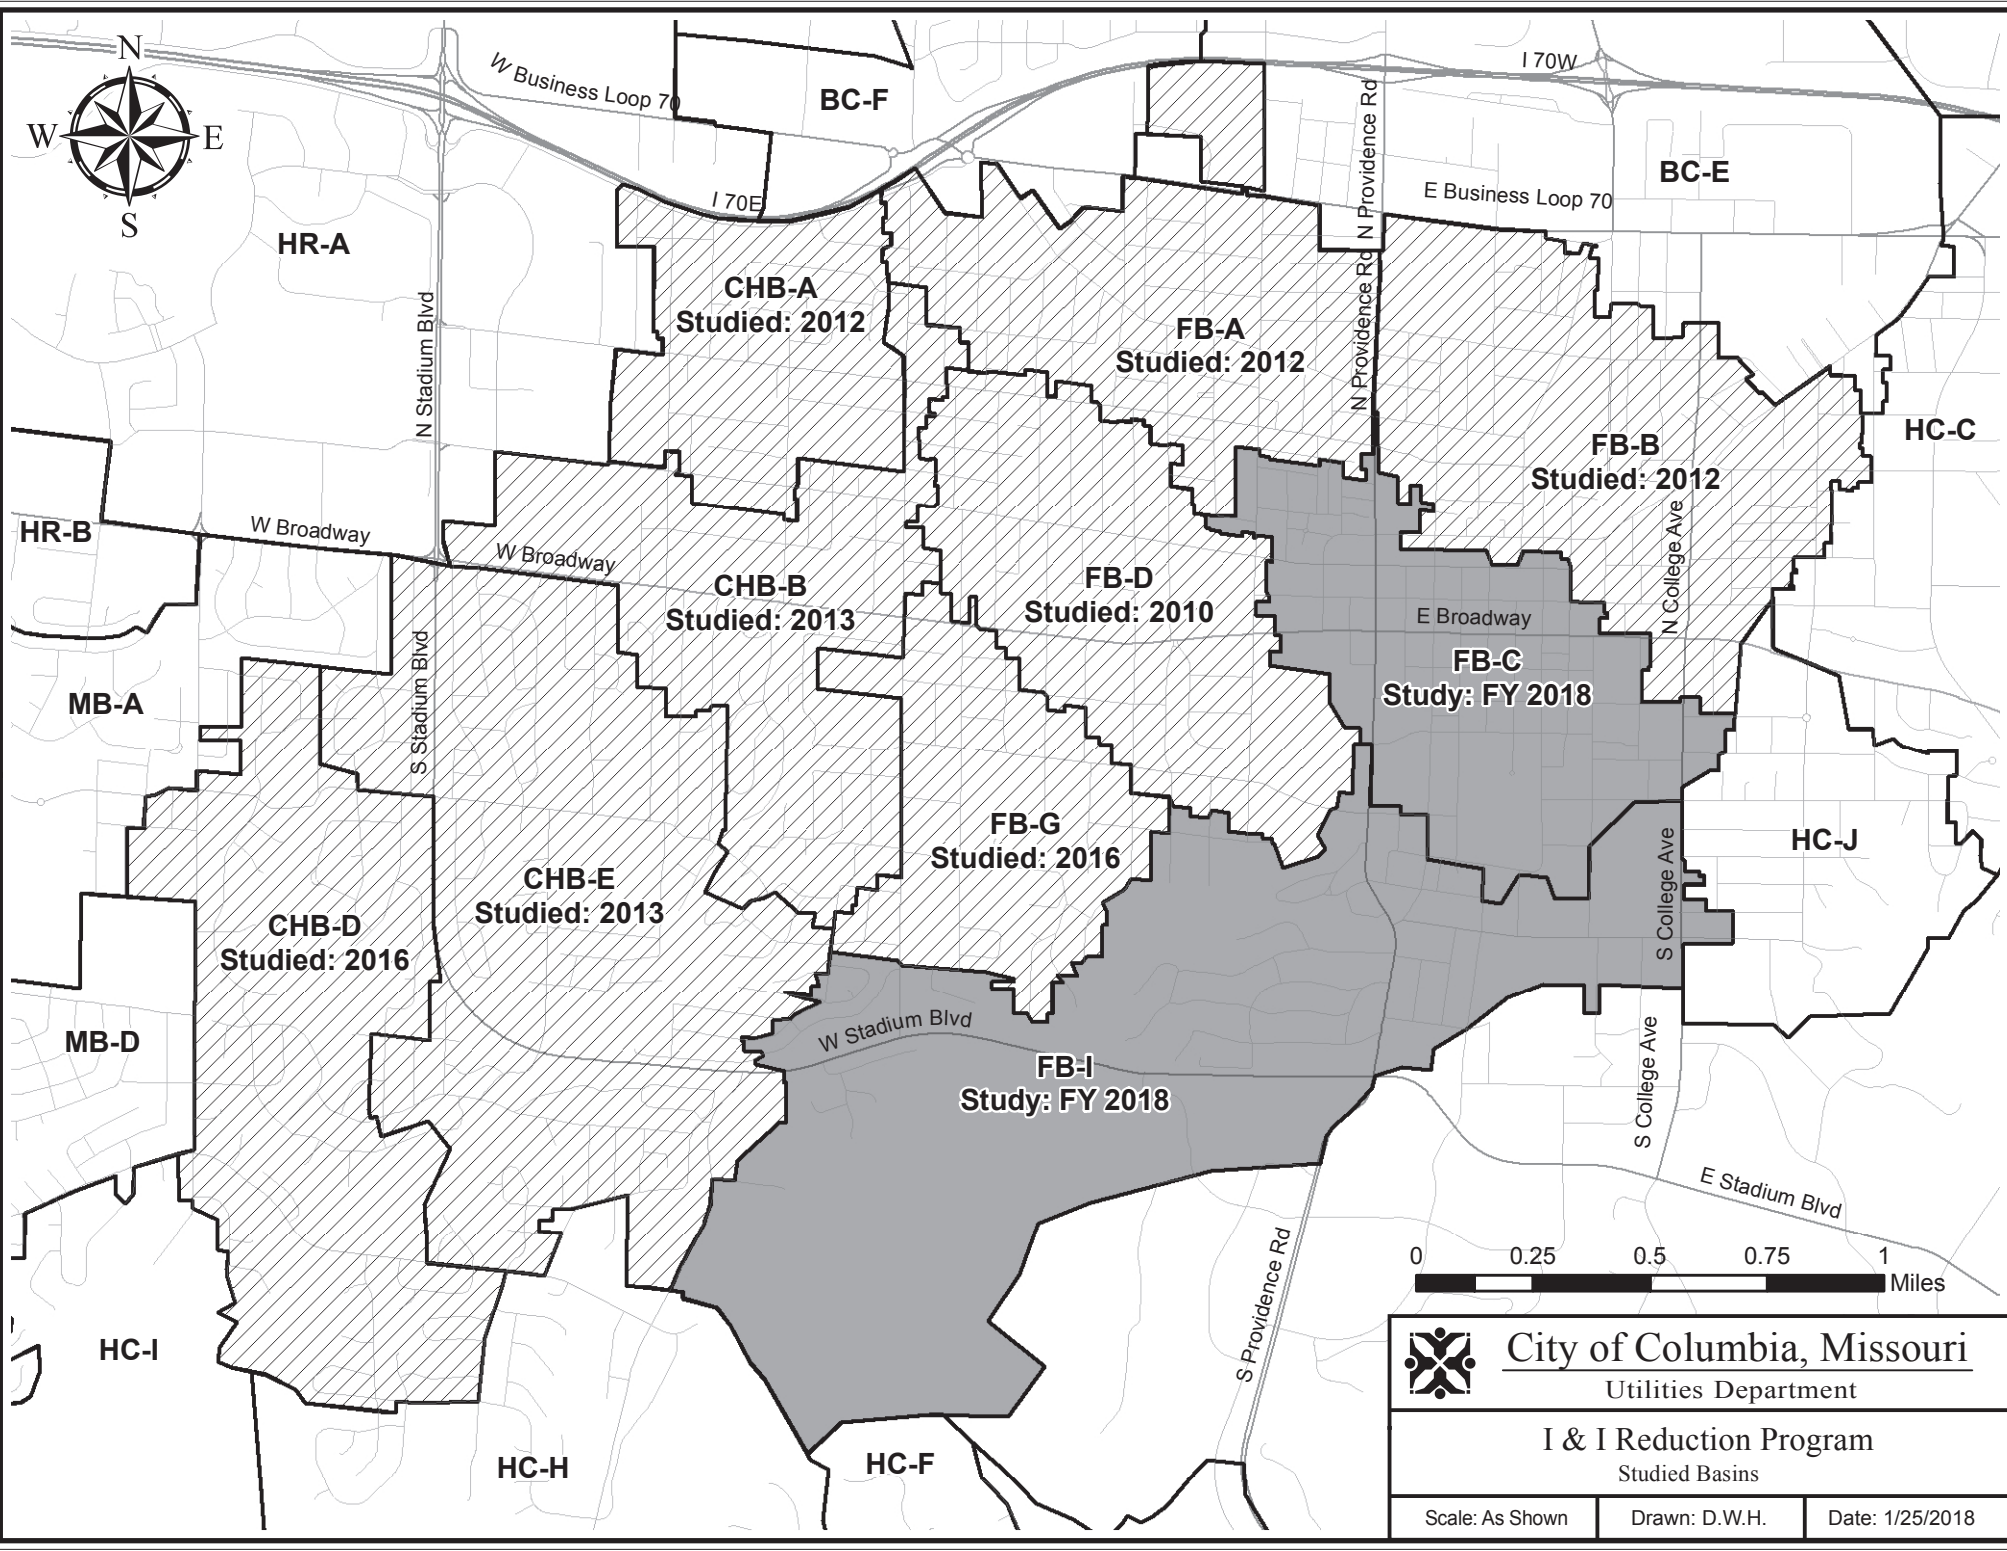 N
W
E
S
W Business Loop 70
BC-F
I 70W
N Providence Rd
BC-E
E Business Loop 70
I 70E
HR-A
CHB-A
Studied: 2012
N Stadium Blvd
FB-A
Studied: 2012
N Providence Rd
HC-C
FB-B
Studied: 2012
HR-B
W Broadway
W Broadway
CHB-B
Studied: 2013
FB-D
Studied: 2010
N College Ave
E Broadway
FB-C
Study: FY 2018
MB-A
S Stadium Blvd
FB-G
Studied: 2016
HC-J
CHB-E
Studied: 2013
S College Ave
CHB-D
Studied: 2016
MB-D
W Stadium Blvd
FB-I
Study: FY 2018
S College Ave
E Stadium Blvd
S Providence Rd
0 0.25 0.5 0.75 1
Miles
HC-I
HC-H
HC-F
City of Columbia, Missouri
Utilities Department
I & I Reduction Program
Studied Basins
Scale: As Shown
Drawn: D.W.H.
Date: 1/25/2018